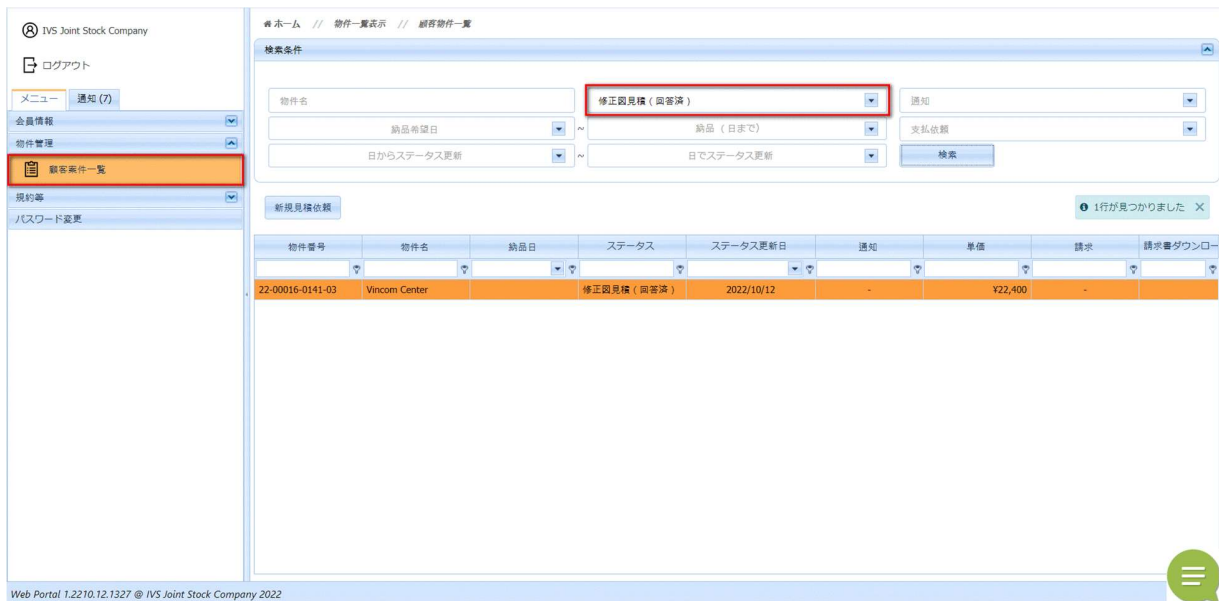 IVS Joint Stock Company
ログアウト
メニュー 通知 (7)
会員情報
物件管理
顧客案件一覧
規約等
パスワード変更
ホーム // 物件一覧表示 // 顧客物件一覧
検索条件
物件名 修正図見積(回答済) 通知
納品希望日 ~ 納品(日まで) 支払依頼
日からステータス更新 ~ 日でステータス更新 検索
新規見積依頼 1行が見つかりました
物件番号 物件名 納品日 ステータス ステータス更新日 通知 単価 請求 請求書ダウンロー
22-00016-0141-03 Vincom Center 修正図見積(回答済) 2022/10/12 - ¥22,400 -
Web Portal 1.2210.12.1327 @ IVS Joint Stock Company 2022